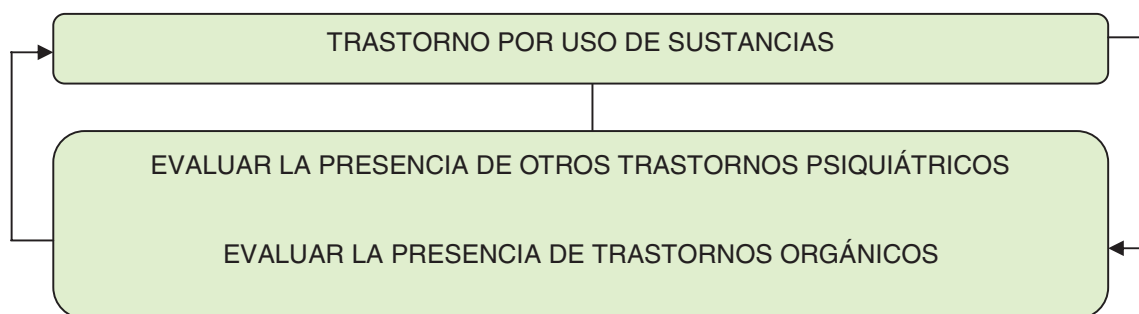 TRASTORNO POR USO DE SUSTANCIAS
EVALUAR LA PRESENCIA DE OTROS TRASTORNOS PSIQUIÁTRICOS
EVALUAR LA PRESENCIA DE TRASTORNOS ORGÁNICOS